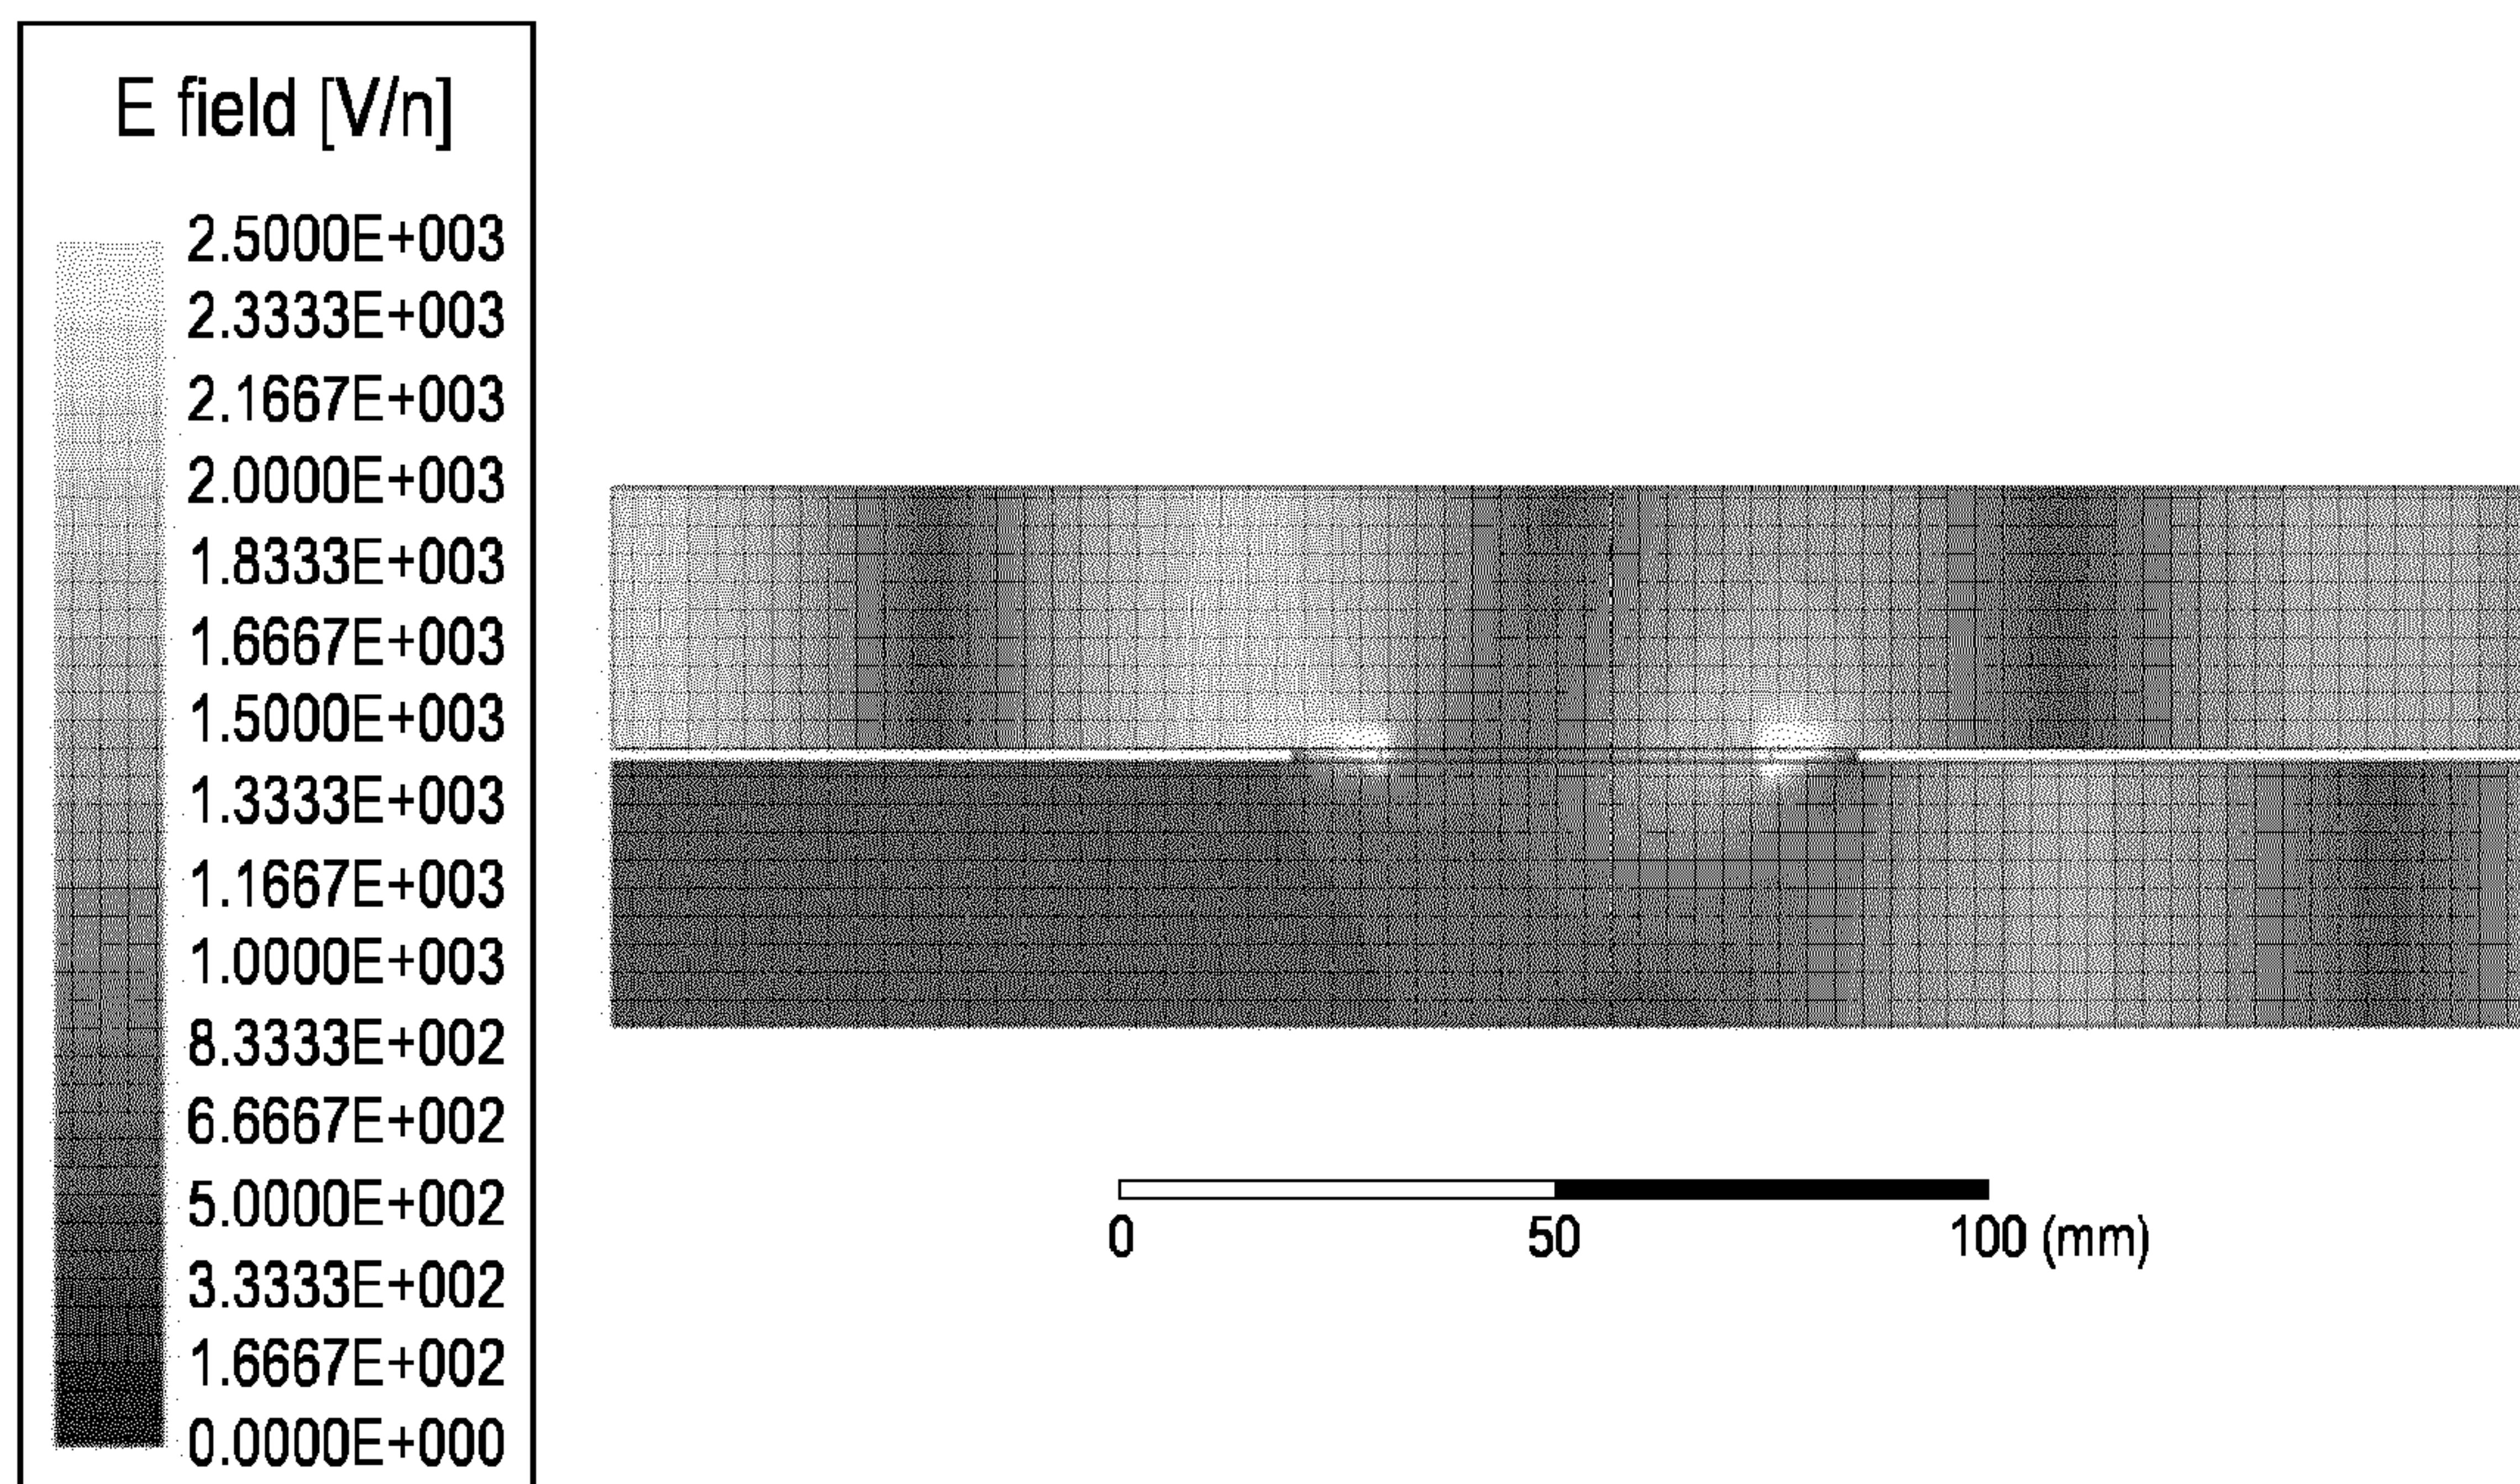 E field [V/n]
2.5000E+003
2.3333E+003
2.1667E+003
2.0000E+003
1.8333E+003
1.6667E+003
1.5000E+003
1.3333E+003
1.1667E+003
1.0000E+003
8.3333E+002
6.6667E+002
5.0000E+002
3.3333E+002
1.6667E+002
0.0000E+000
0 50 100 (mm)